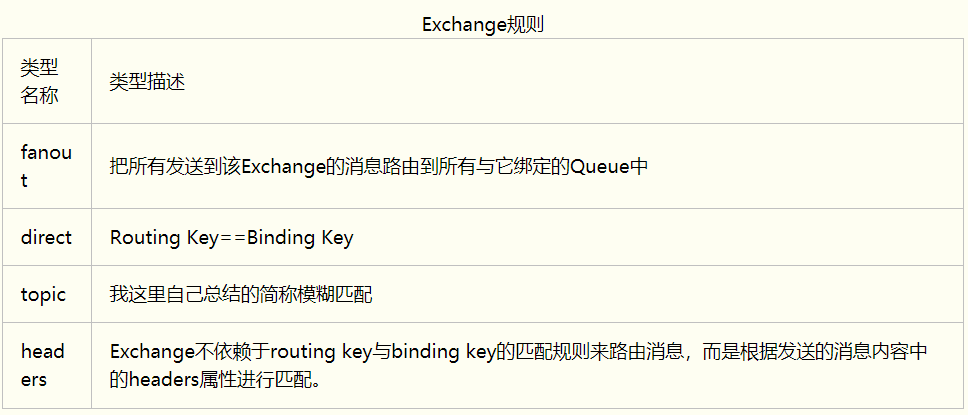 Exchange规则
类型
名称
类型描述
fanou
t
把所有发送到该Exchange的消息路由到所有与它绑定的Queue中
direct
Routing Key==Binding Key
topic
我这里自己总结的简称模糊匹配
head
ers
Exchange不依赖于routing key与binding key的匹配规则来路由消息，而是根据发送的消息内容中
的headers属性进行匹配。